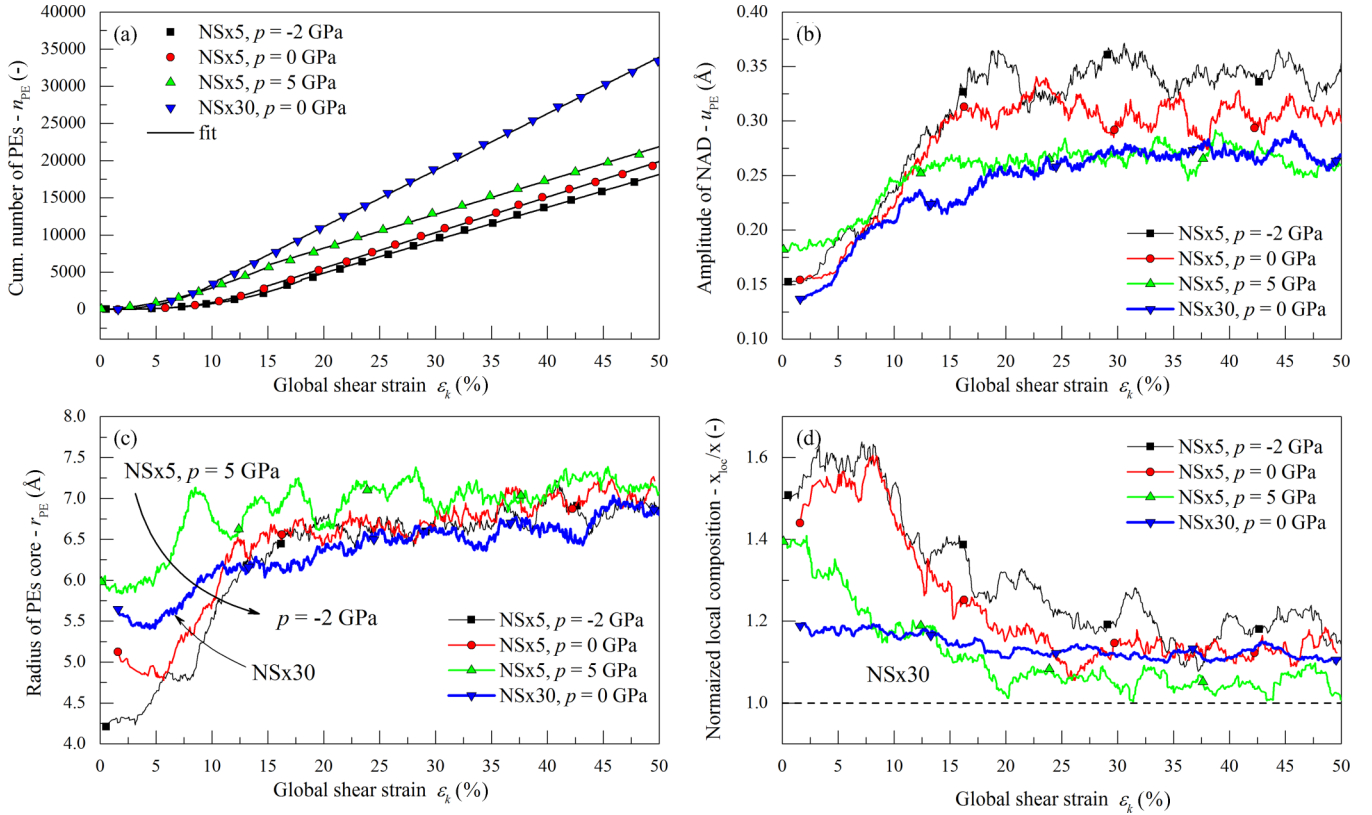 (a)
NSx5, p = -2 GPa
NSx5, p = 0 GPa
NSx5, p = 5 GPa
NSx30, p = 0 GPa
fit
Cum. number of PEs - nPE (-)
40000
35000
30000
25000
20000
15000
10000
5000
0
0 5 10 15 20 25 30 35 40 45 50
Global shear strain εk (%)
(b)
Amplitude of NAD - uPE (Å)
0.40
0.35
0.30
0.25
0.20
0.15
0.10
NSx5, p = -2 GPa
NSx5, p = 0 GPa
NSx5, p = 5 GPa
NSx30, p = 0 GPa
0 5 10 15 20 25 30 35 40 45 50
Global shear strain εk (%)
(c)
NSx5, p = 5 GPa
Radius of PEs core - rPE (Å)
8.0
7.5
7.0
6.5
6.0
5.5
5.0
4.5
4.0
p = -2 GPa
NSx30
NSx5, p = -2 GPa
NSx5, p = 0 GPa
NSx5, p = 5 GPa
NSx30, p = 0 GPa
0 5 10 15 20 25 30 35 40 45 50
Global shear strain εk (%)
(d)
NSx5, p = -2 GPa
NSx5, p = 0 GPa
NSx5, p = 5 GPa
NSx30, p = 0 GPa
Normaized local composition - xloc/x (-)
1.6
1.4
1.2
1.0
NSx30
0 5 10 15 20 25 30 35 40 45 50
Global shear strain εk (%)